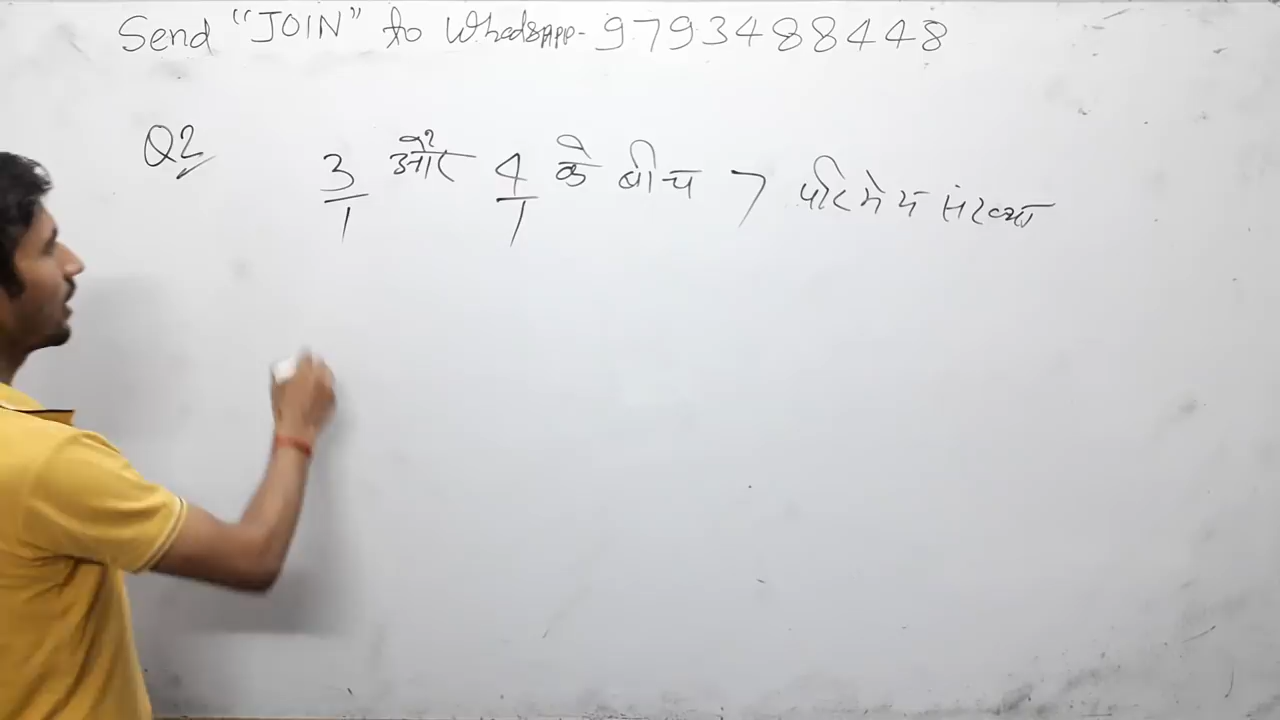 Send "JOIN" to WhatsApp- 9793488448
Q2 3/1 और 4/1 के बीच 7 परिमेय संख्या